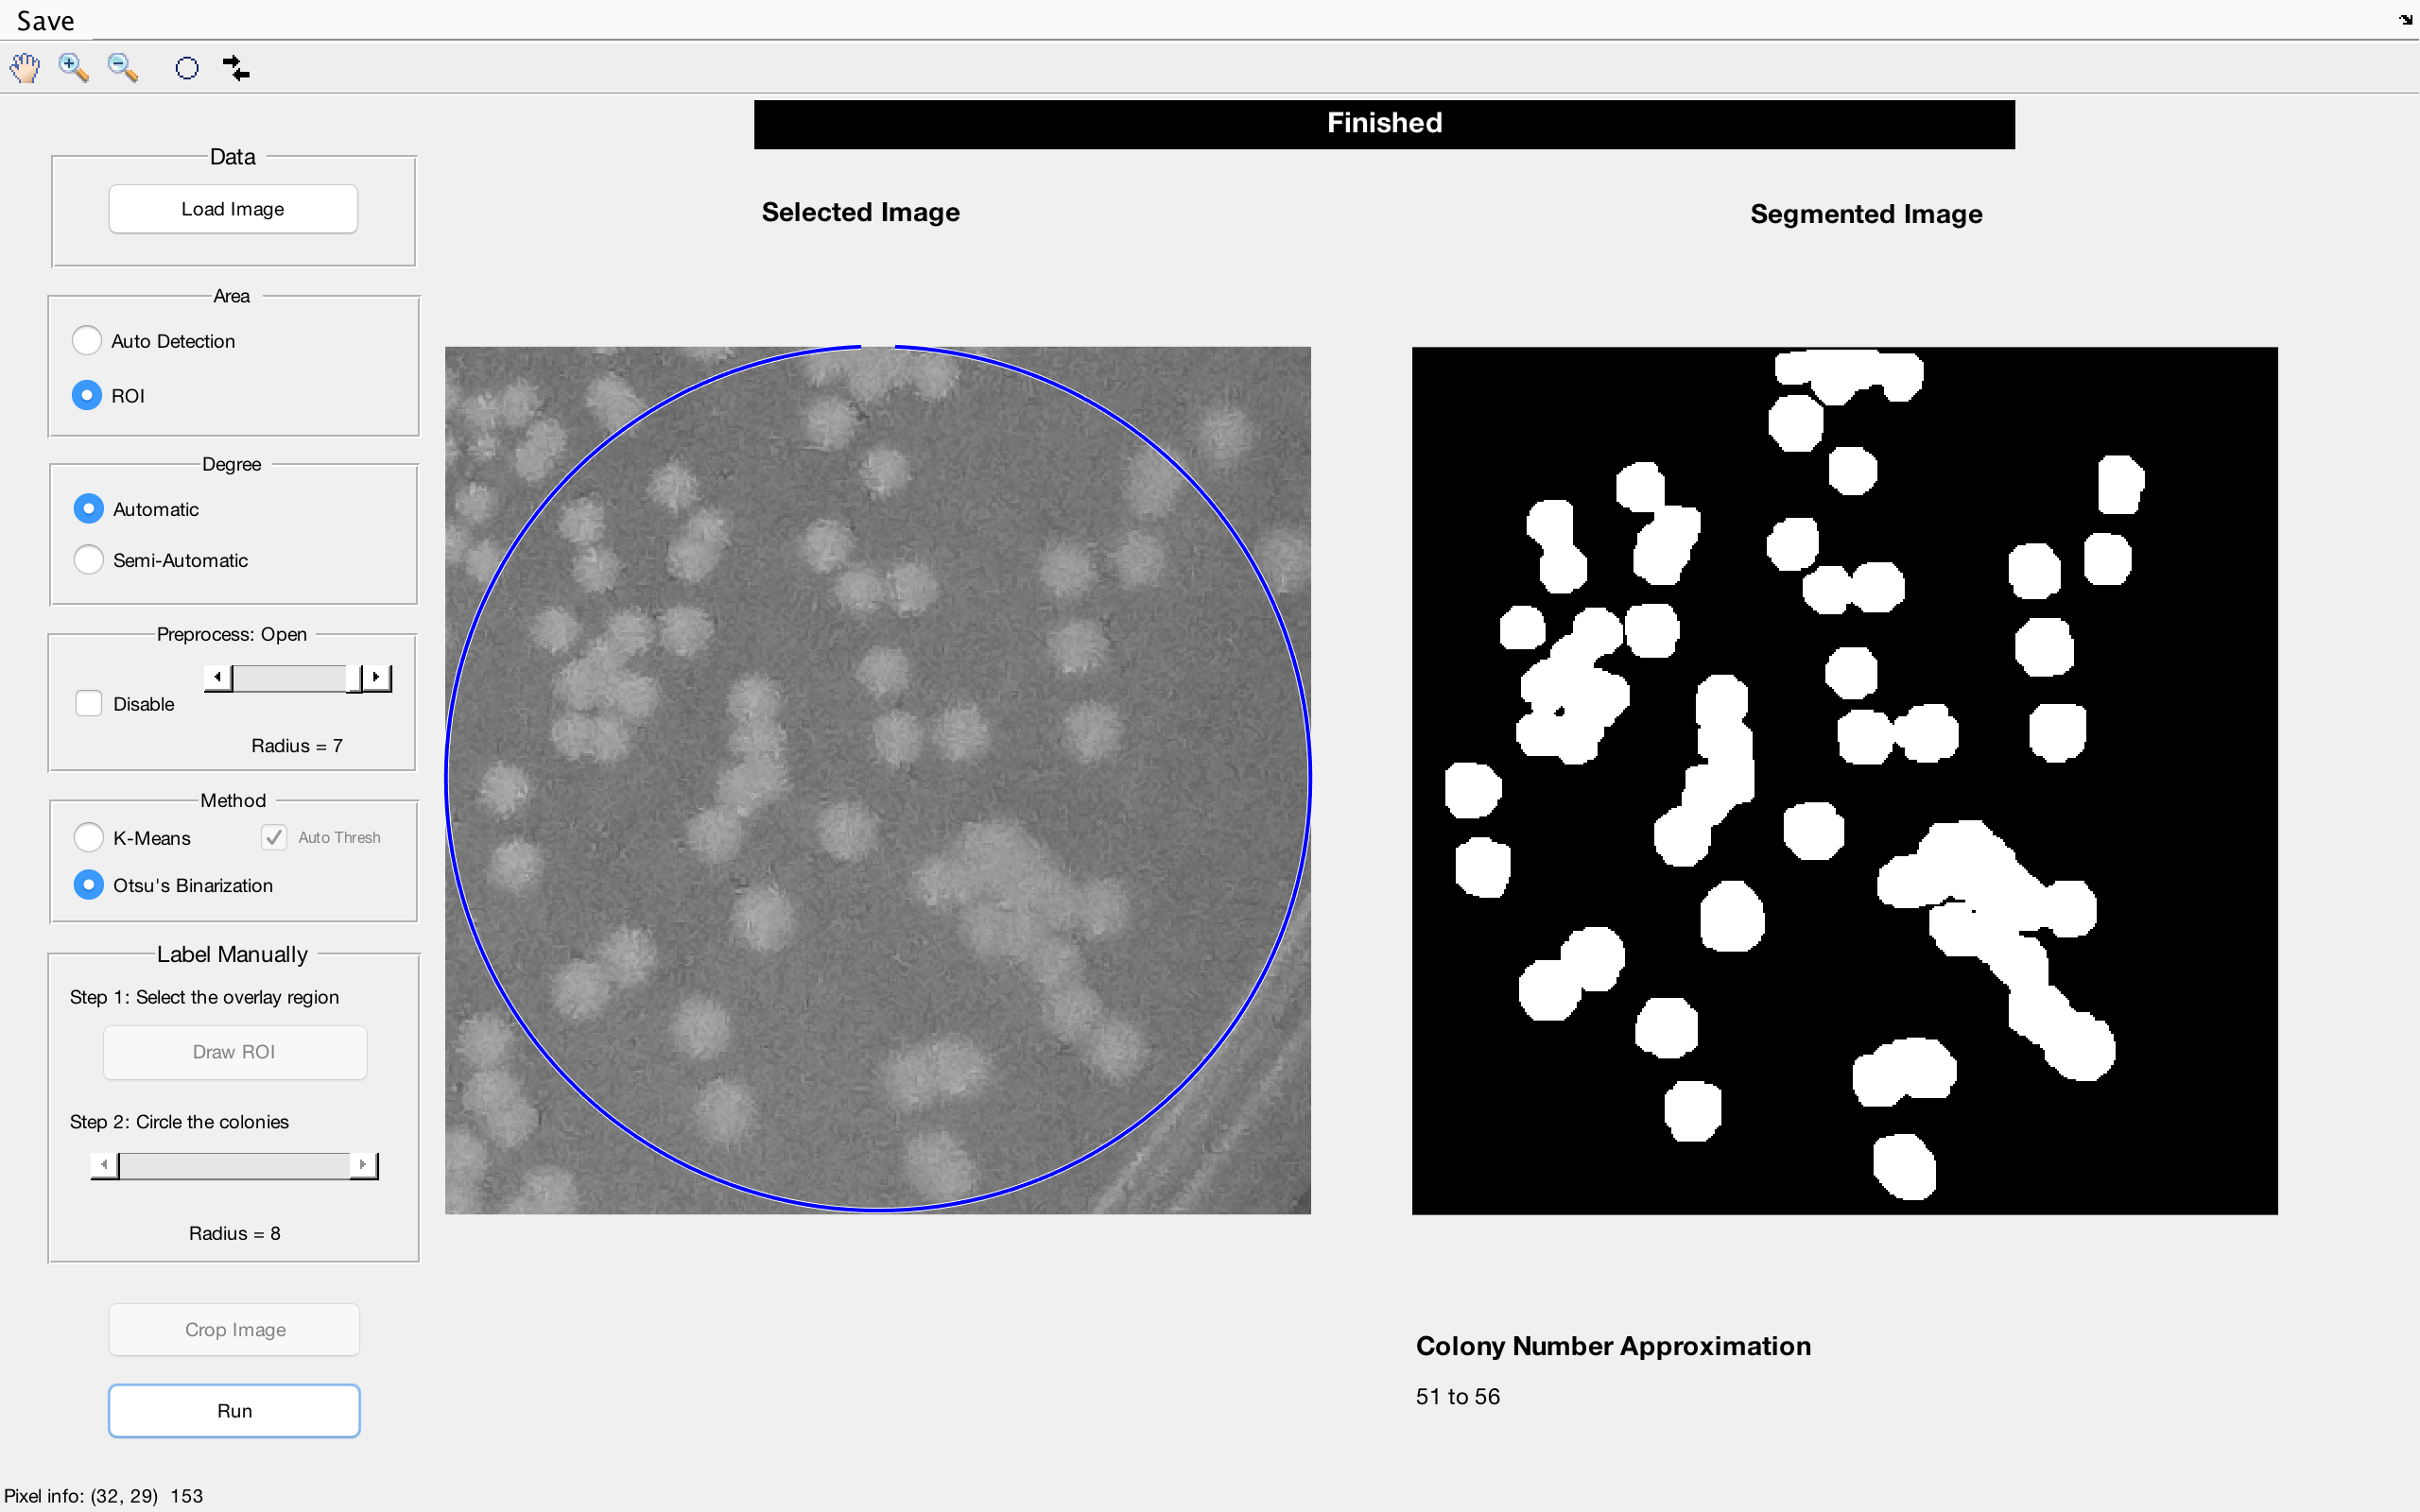 Save
Finished
Data
Load Image
Selected Image
Segmented Image
Area
Auto Detection
ROI
Degree
Automatic
Semi-Automatic
Preprocess: Open
Disable
Radius = 7
Method
K-Means
Auto Thresh
Otsu's Binarization
Label Manually
Step 1: Select the overlay region
Draw ROI
Step 2: Circle the colonies
Radius = 8
Crop Image
Run
Colony Number Approximation
51 to 56
Pixel info: (32, 29) 153